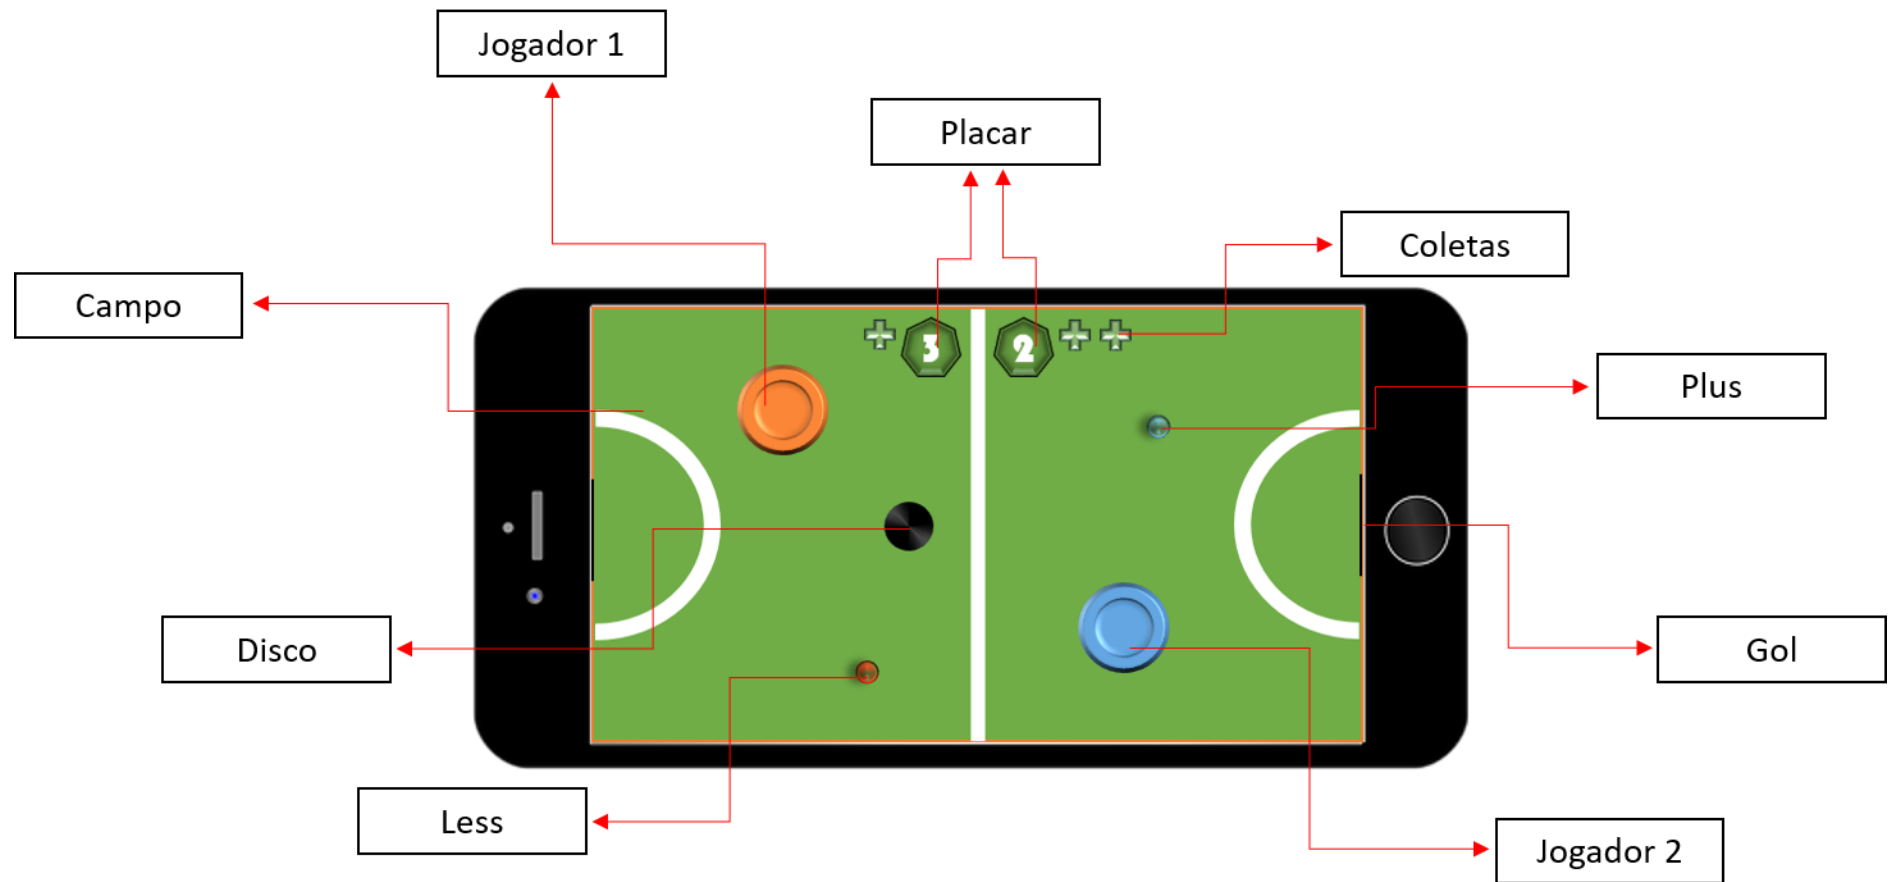 Jogador 1
Placar
Coletas
Campo
3
2
Plus
Disco
Gol
Less
Jogador 2